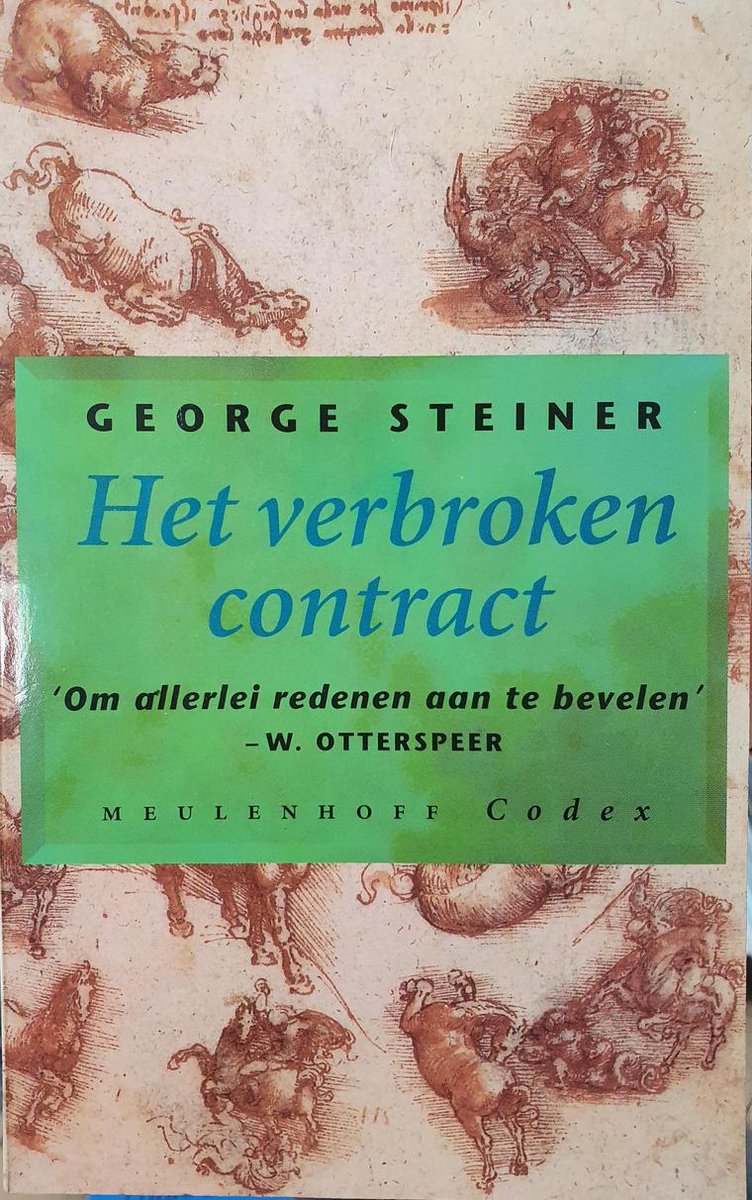 GEORGE STEINER
Het verbroken
contract
‘Om allerlei redenen aan te bevelen’
– W. OTTERSPEER
MEULENHOFF Codex